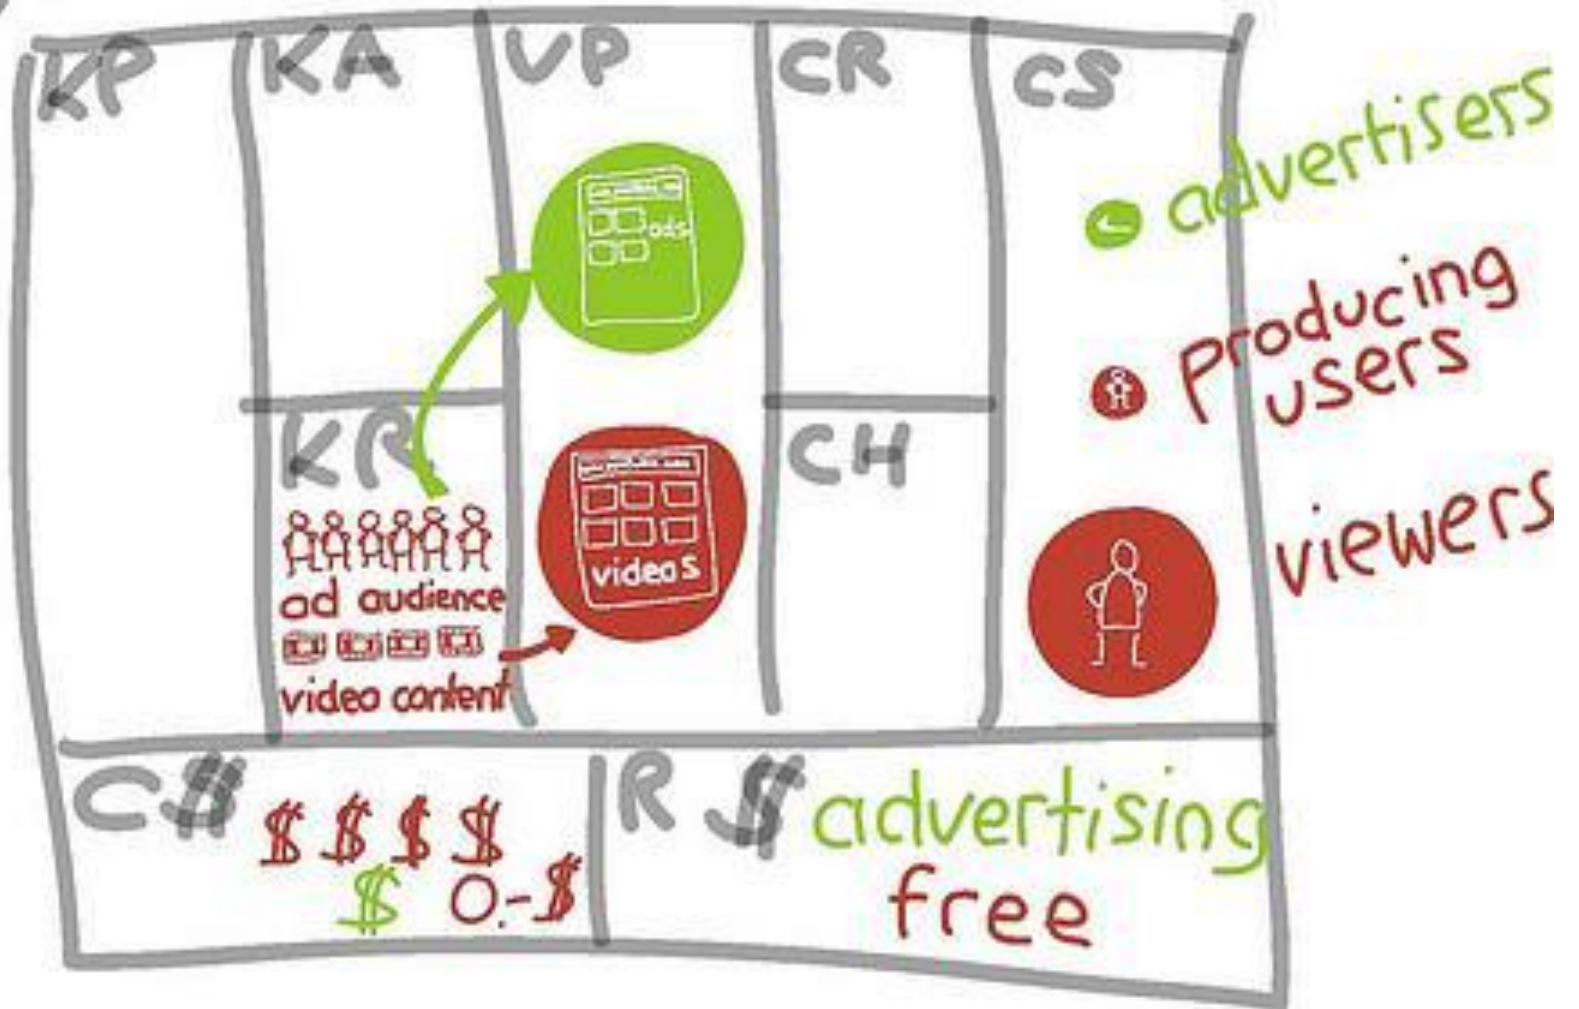 KP
KA
VP
CR
CS
ads
advertisers
producing
users
KR
CH
videos
viewers
ad audience
video content
C$
$ $ $ $
$ 0.-$
R $
advertising
free